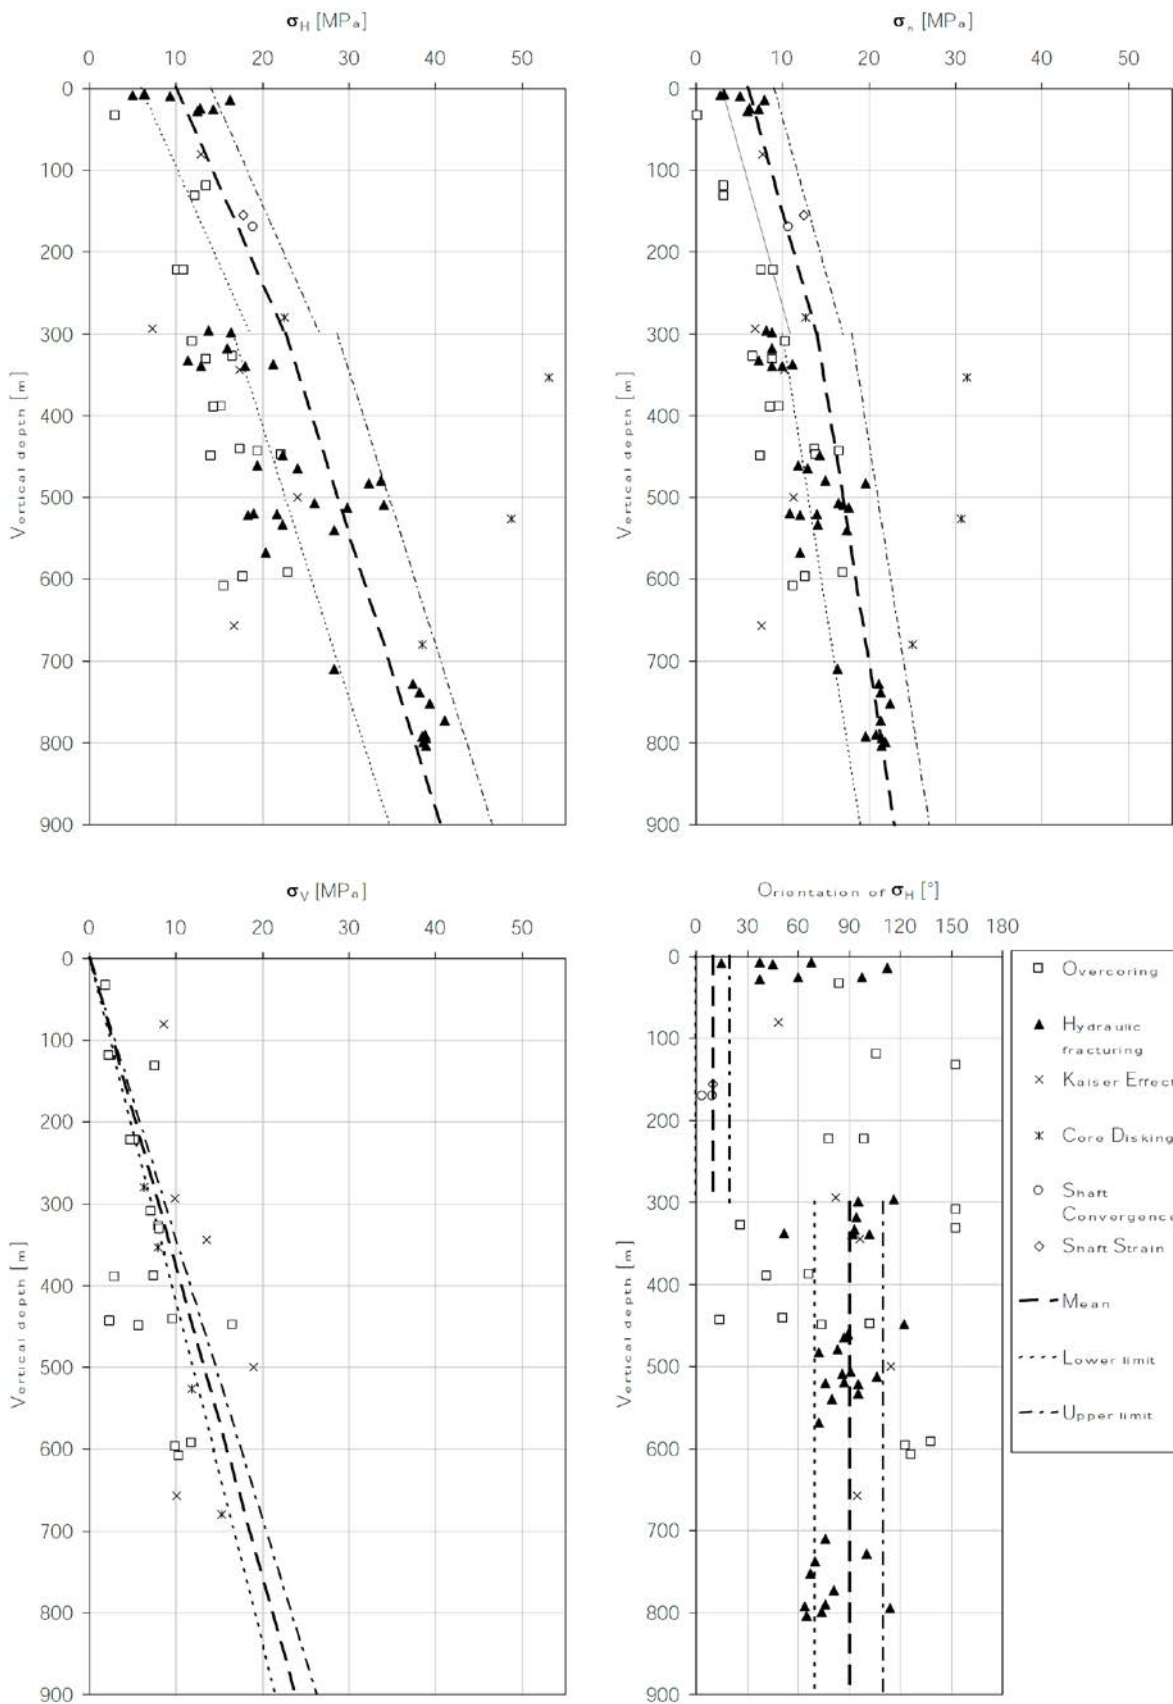 σH [MPa]
0 10 20 30 40 50
0
100
200
300
400
500
600
700
800
900
Vertical depth [m]
σh [MPa]
0 10 20 30 40 50
0
100
200
300
400
500
600
700
800
900
Vertical depth [m]
σV [MPa]
0 10 20 30 40 50
0
100
200
300
400
500
600
700
800
900
Vertical depth [m]
Orientation of σH [°]
0 30 60 90 120 150 180
0
100
200
300
400
500
600
700
800
900
Vertical depth [m]
Overcoring
Hydraulic
fracturing
Kaiser Effect
Core Disking
Shaft
Convergence
Shaft Strain
Mean
Lower limit
Upper limit